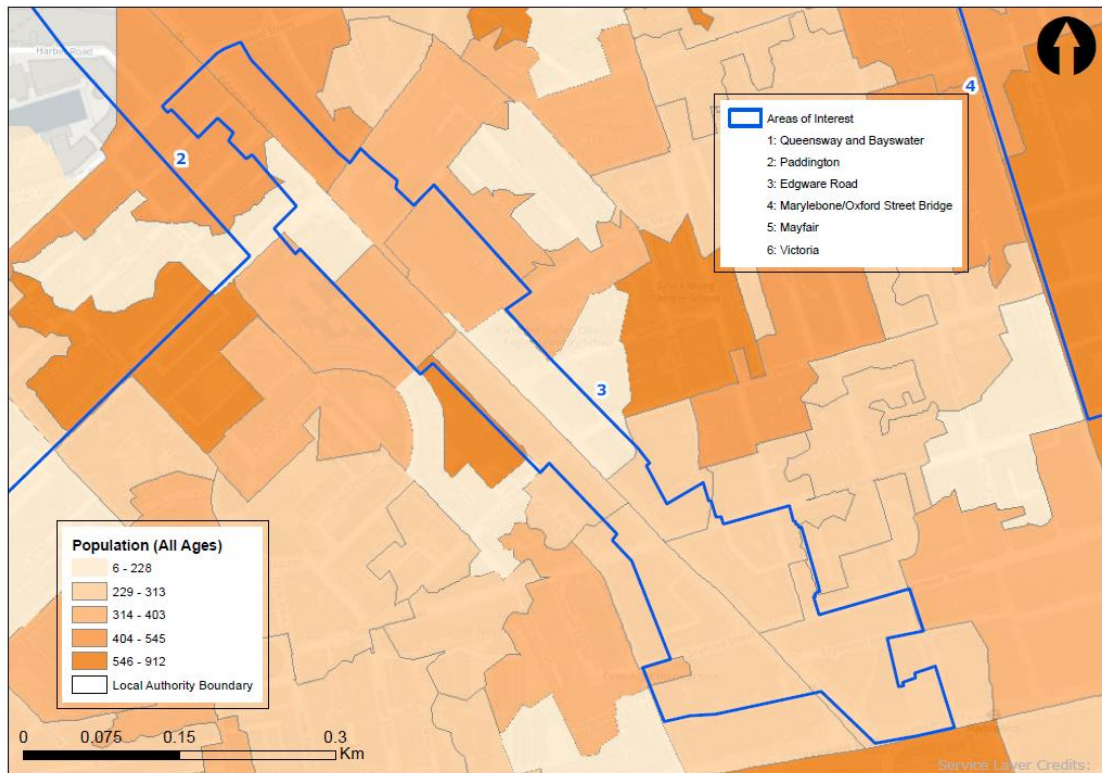 Harbet Road
2
4
3
Areas of Interest
1: Queensway and Bayswater
2: Paddington
3: Edgware Road
4: Marylebone/Oxford Street Bridge
5: Mayfair
6: Victoria
Population (All Ages)
6 - 228
229 - 313
314 - 403
404 - 545
546 - 912
Local Authority Boundary
0 0.075 0.15 0.3
Km
Service Layer Credits: